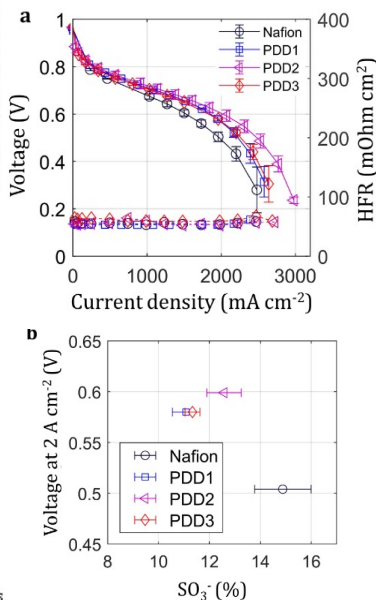 a
Nafion
PDD1
PDD2
PDD3
1
0.8
0.6
0.4
0.2
0
400
300
200
100
0
Voltage (V)
HFR (mOhm cm²)
0 1000 2000 3000
Current density (mA cm⁻²)
b
0.65
0.6
0.55
0.5
0.45
Voltage at 2 A cm⁻² (V)
Nafion
PDD1
PDD2
PDD3
8 10 12 14 16
SO₃⁻ (%)
s